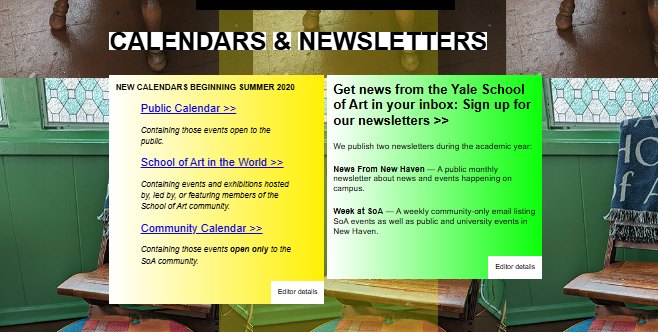 CALENDARS & NEWSLETTERS
NEW CALENDARS BEGINNING SUMMER 2020
Public Calendar >>
Containing those events open to the
public.
School of Art in the World >>
Containing events and exhibitions hosted
by, led by, or featuring members of the
School of Art community.
Community Calendar >>
Containing those events open only to the
SoA community.
Editor details
Get news from the Yale School
of Art in your inbox: Sign up for
our newsletters >>
We publish two newsletters during the academic year:
News From New Haven — A public monthly
newsletter about news and events happening on
campus.
Week at SoA — A weekly community-only email listing
SoA events as well as public and university events in
New Haven.
Editor details